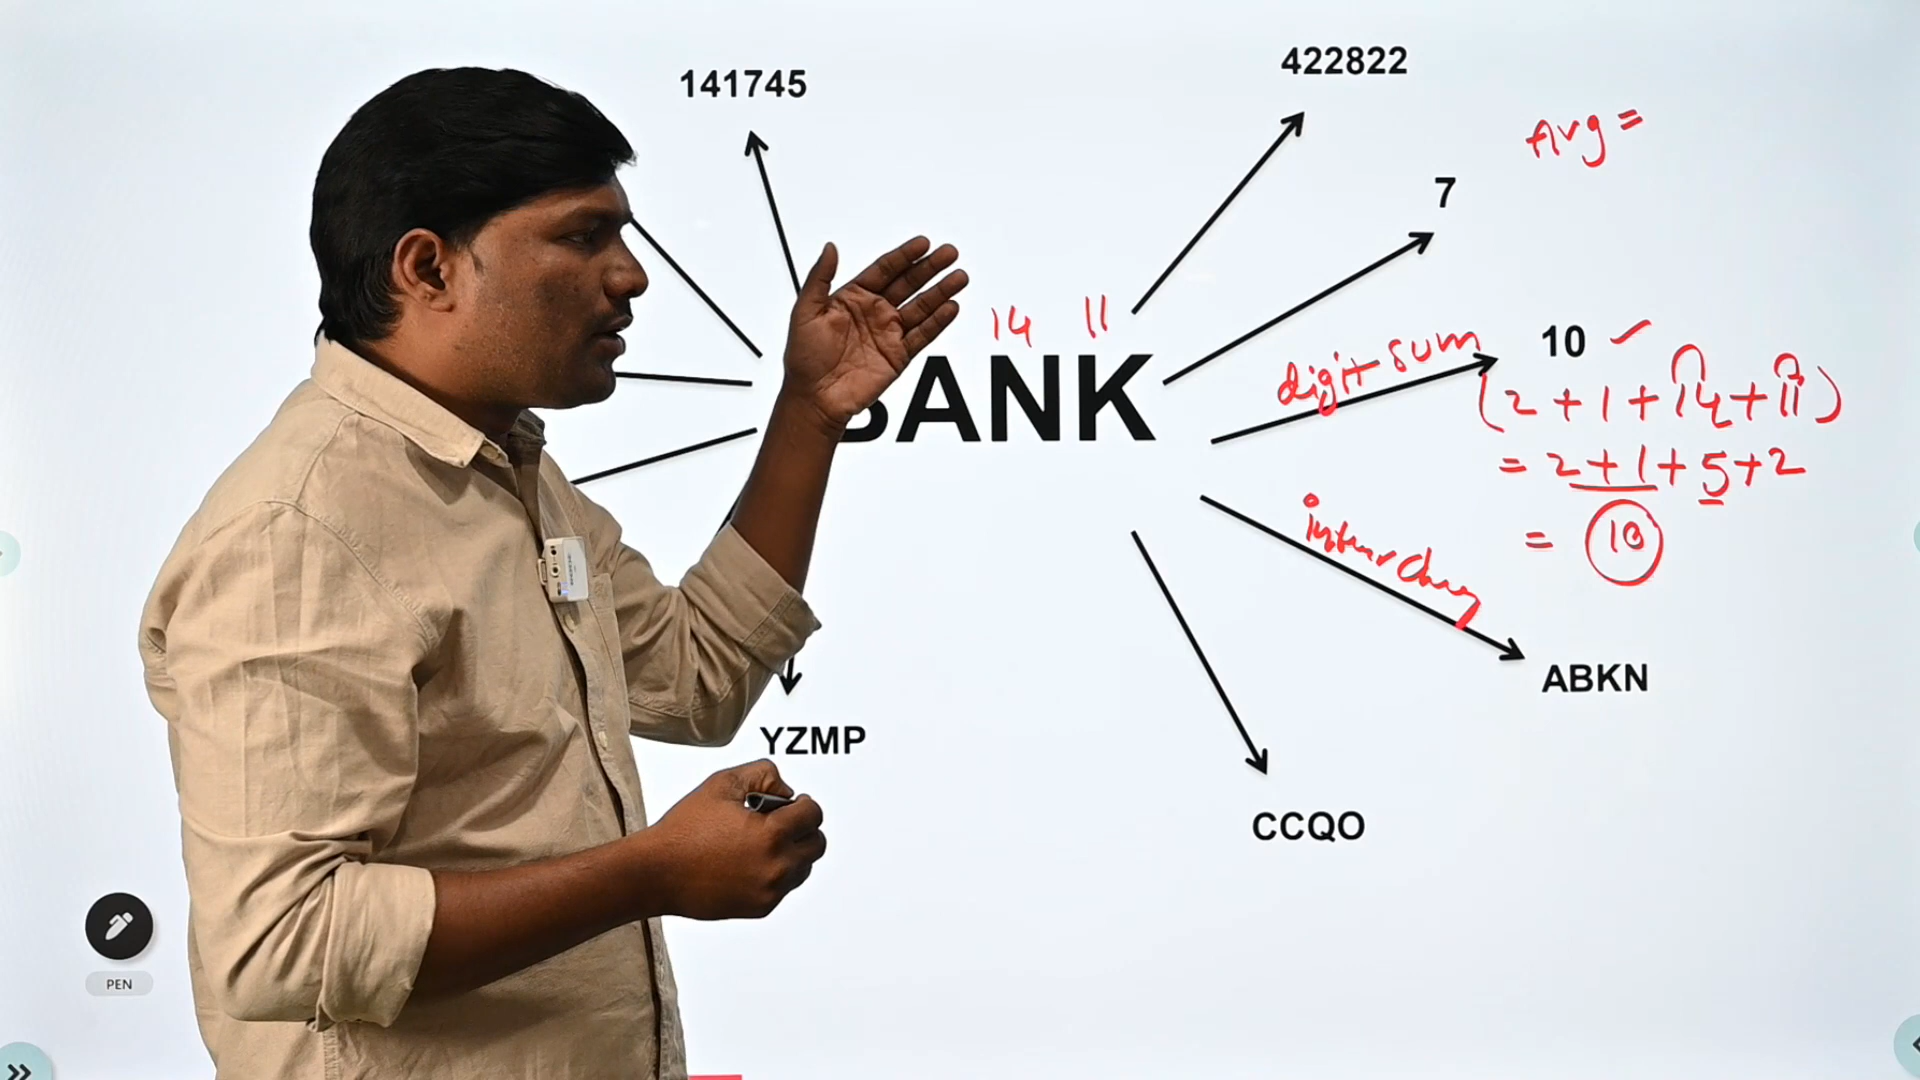 422822
141745
Avg =
7
14 11
10
digit sum
BANK
(2 + 1 + 14 + 11)
= 2 + 1 + 5 + 2
= 10
ABKN
YZMP
CCQO
PEN